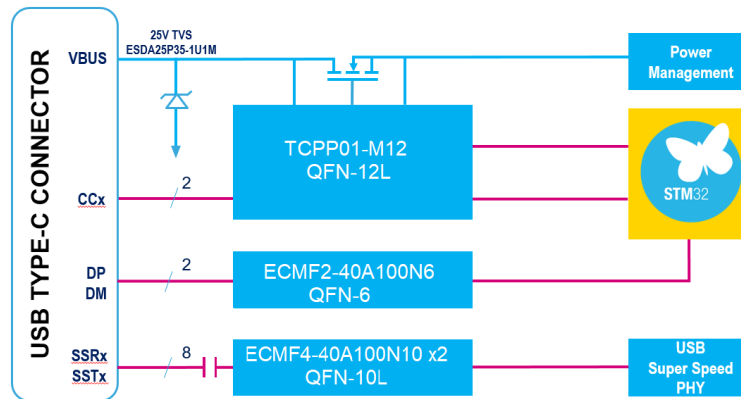 USB TYPE-C CONNECTOR
25V TVS
ESDA25P35-1U1M
VBUS
Power
Management
TCPP01-M12
QFN-12L
STM32
CCx
2
DP
DM
2
ECMF2-40A100N6
QFN-6
SSRx
SSTx
8
ECMF4-40A100N10 x2
QFN-10L
USB
Super Speed
PHY